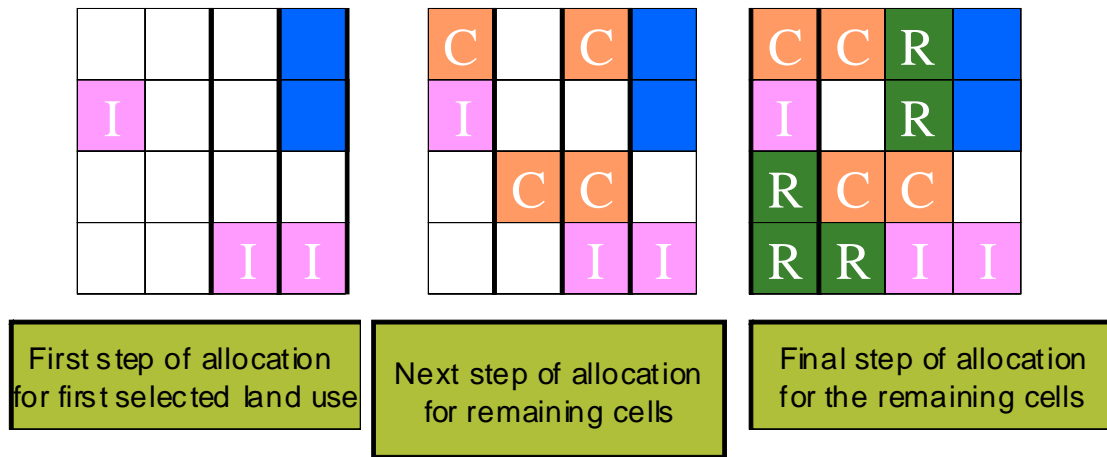 C C C C R
I I I R
C C R C C
I I I I R R I I
First step of allocation
for first selected land use
Next step of allocation
for remaining cells
Final step of allocation
for the remaining cells